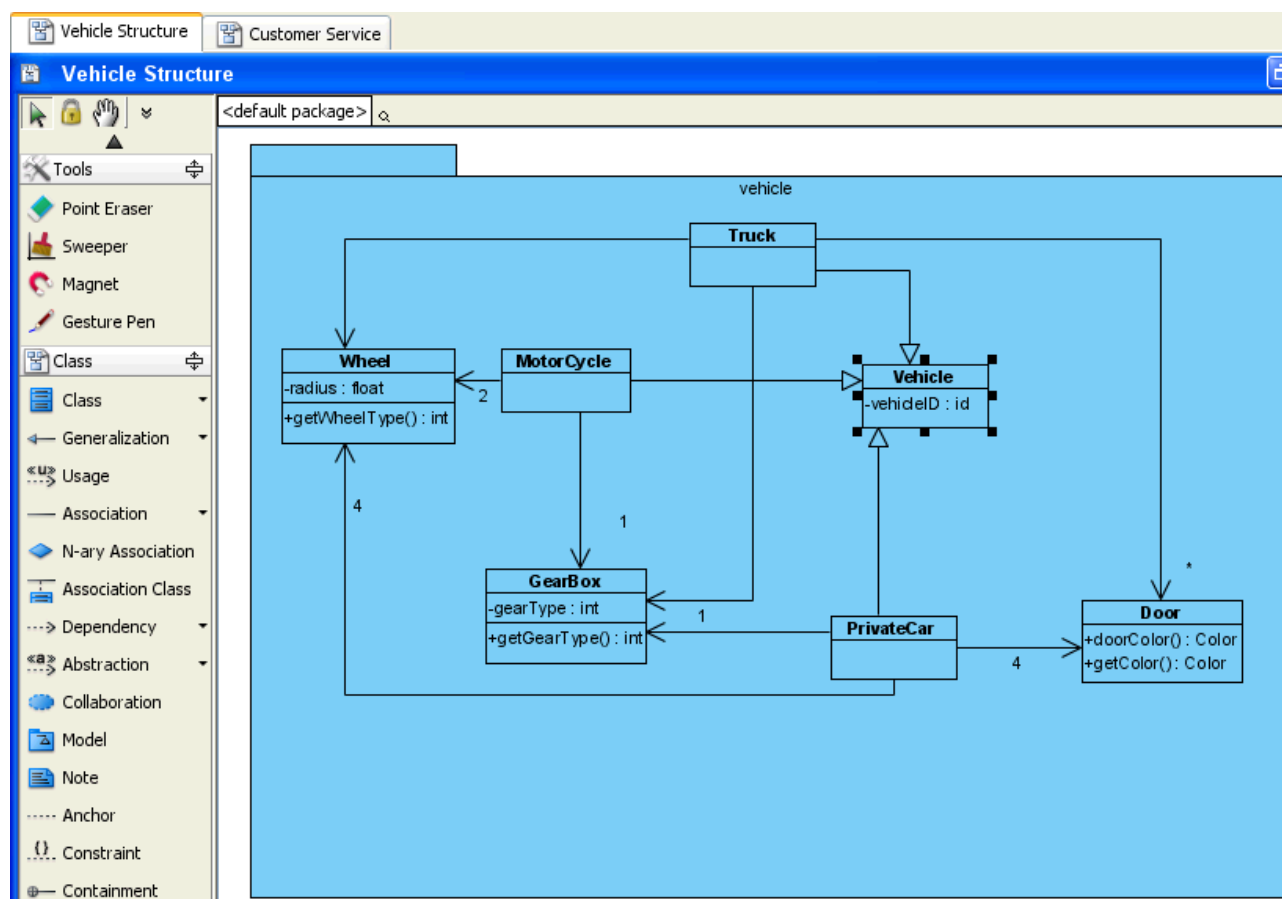 Vehicle Structure
Customer Service
Vehicle Structure
<default package>
Tools
Point Eraser
Sweeper
Magnet
Gesture Pen
Class
Class
Generalization
«u»
Usage
Association
N-ary Association
Association Class
Dependency
«a»
Abstraction
Collaboration
Model
Note
Anchor
{}
Constraint
Containment
vehicle
Truck
Wheel
-radius : float
+getWheelType() : int
2
MotorCycle
Vehicle
-vehicleID : id
4
1
*
GearBox
-gearType : int
+getGearType() : int
1
PrivateCar
4
Door
+doorColor() : Color
+getColor() : Color